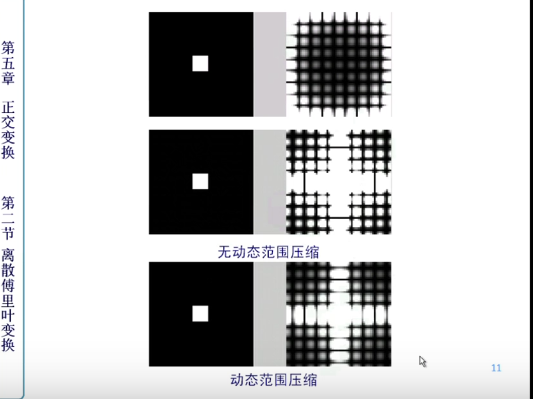 第五章 正交变换
第二节 离散傅里叶变换
无动态范围压缩
动态范围压缩
11